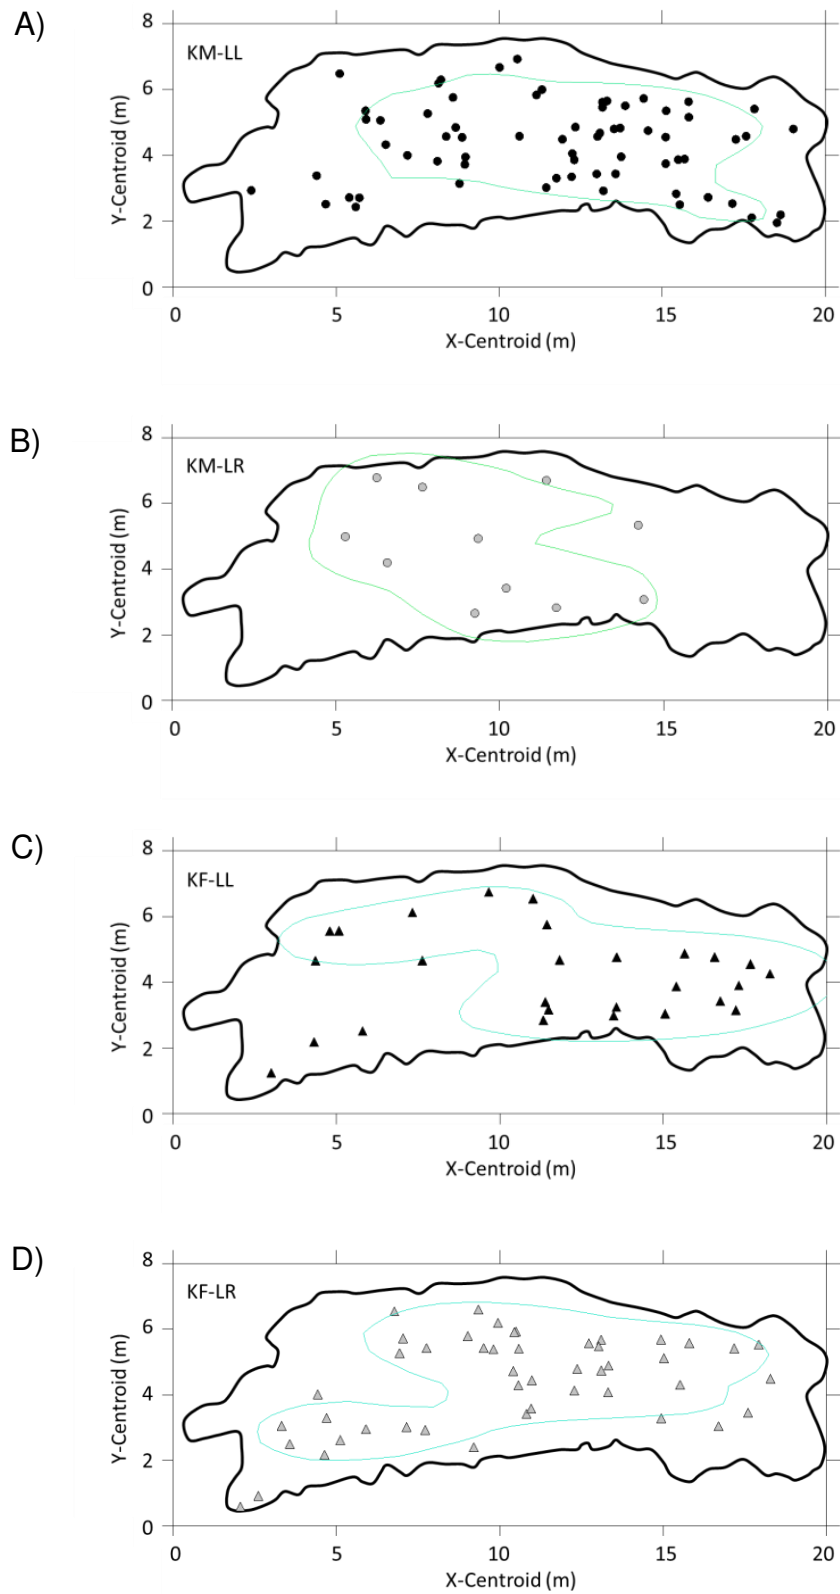 A)
KM-LL
8
6
4
2
0
Y-Centroid (m)
0 5 10 15 20
X-Centroid (m)
B)
KM-LR
8
6
4
2
0
Y-Centroid (m)
0 5 10 15 20
X-Centroid (m)
C)
KF-LL
8
6
4
2
0
Y-Centroid (m)
0 5 10 15 20
X-Centroid (m)
D)
KF-LR
8
6
4
2
0
Y-Centroid (m)
0 5 10 15 20
X-Centroid (m)